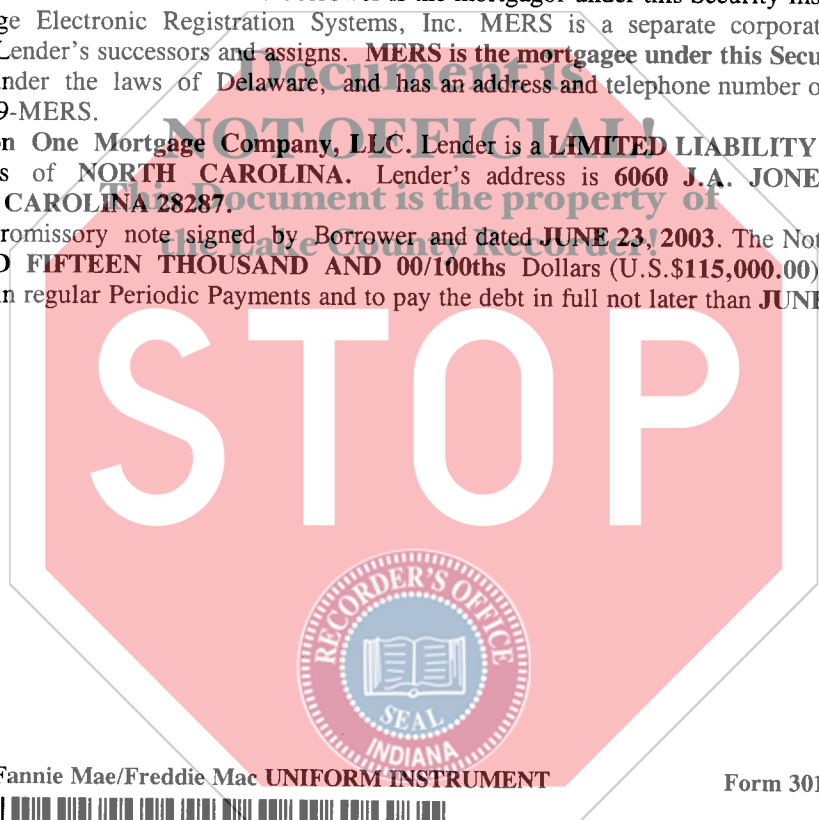 ge Electronic Registration Systems, Inc. MERS is a separate corporat
Lender's successors and assigns. MERS is the mortgagee under this Secu
nder the laws of Delaware, and has an address and telephone number o
9-MERS.
n One Mortgage Company, LLC. Lender is a LIMITED LIABILITY
s of NORTH CAROLINA. Lender's address is 6060 J.A. JONE
CAROLINA 28287.
romissory note signed by Borrower and dated JUNE 23, 2003. The Not
FIFTEEN THOUSAND AND 00/100ths Dollars (U.S.$115,000.00)
n regular Periodic Payments and to pay the debt in full not later than JUNE
Document is
NOT OFFICIAL!
This Document is the property of
the Lake County Recorder!
STOP
RECORDER'S OFFICE
SEAL
INDIANA
Fannie Mae/Freddie Mac UNIFORM INSTRUMENT
Form 301